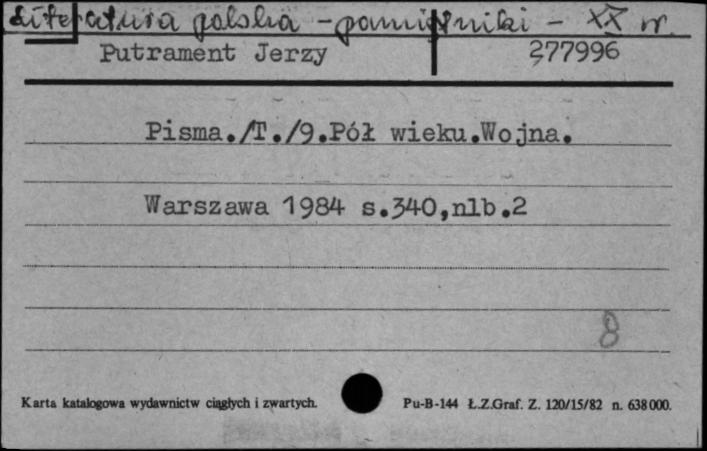 Literatura polska - pamiętniki - XX w.
Putrament Jerzy 277996
Pisma./T./9.Pół wieku.Wojna.
Warszawa 1984 s.340,nlb.2
8
Karta katalogowa wydawnictw ciągłych i zwartych. Pu-B-144 Ł.Z.Graf. Z. 120/15/82 n. 638000.